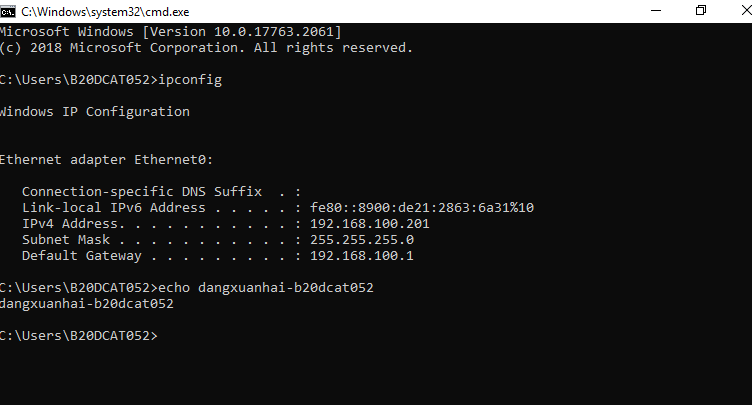 C:\Windows\system32\cmd.exe
Microsoft Windows [Version 10.0.17763.2061]
(c) 2018 Microsoft Corporation. All rights reserved.
C:\Users\B20DCAT052>ipconfig
Windows IP Configuration
Ethernet adapter Ethernet0:
Connection-specific DNS Suffix  . :
Link-local IPv6 Address . . . . . : fe80::8900:de21:2863:6a31%10
IPv4 Address. . . . . . . . . . . : 192.168.100.201
Subnet Mask . . . . . . . . . . . : 255.255.255.0
Default Gateway . . . . . . . . . : 192.168.100.1
C:\Users\B20DCAT052>echo dangxuanhai-b20dcat052
dangxuanhai-b20dcat052
C:\Users\B20DCAT052>